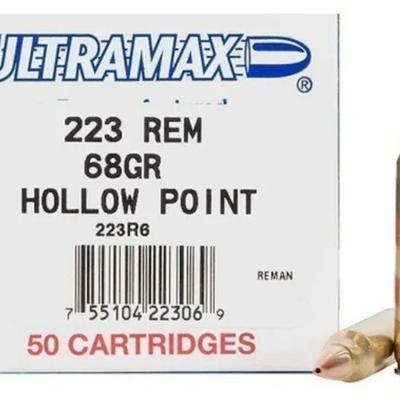 ULTRAMAX
®
223 REM
68GR
HOLLOW POINT
223R6
REMAN
7 55104 22306 9
50 CARTRIDGES